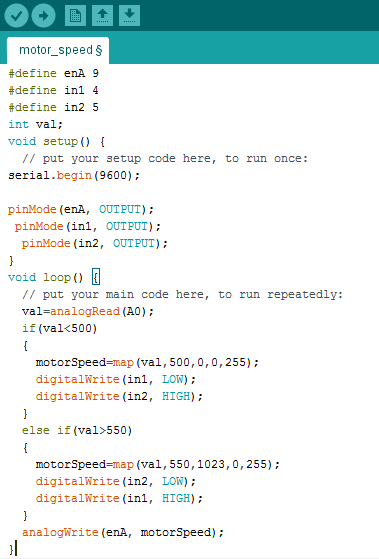 motor_speed §
#define enA 9
#define in1 4
#define in2 5
int val;
void setup() {
  // put your setup code here, to run once:
serial.begin(9600);

pinMode(enA, OUTPUT);
 pinMode(in1, OUTPUT);
  pinMode(in2, OUTPUT);
}
void loop() {
  // put your main code here, to run repeatedly:
  val=analogRead(A0);
  if(val<500)
  {
    motorSpeed=map(val,500,0,0,255);
    digitalWrite(in1, LOW);
    digitalWrite(in2, HIGH);
  }
  else if(val>550)
  {
    motorSpeed=map(val,550,1023,0,255);
    digitalWrite(in2, LOW);
    digitalWrite(in1, HIGH);
  }
  analogWrite(enA, motorSpeed);
}